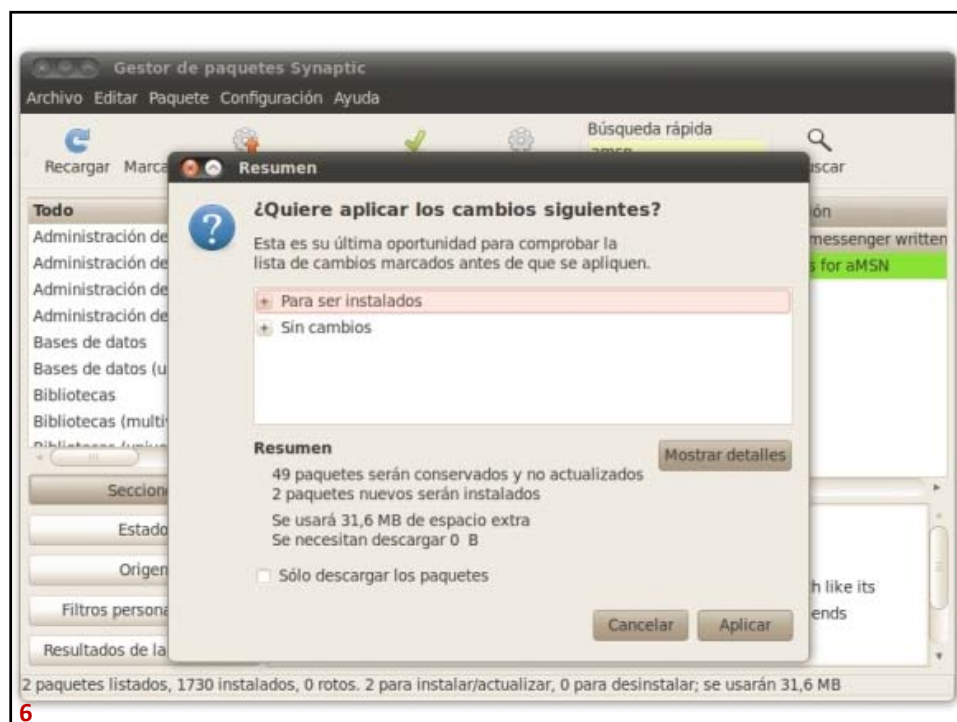 Gestor de paquetes Synaptic
Archivo Editar Paquete Configuración Ayuda
Búsqueda rápida
Recargar
Resumen
¿Quiere aplicar los cambios siguientes?
Esta es su última oportunidad para comprobar la
lista de cambios marcados antes de que se apliquen.
Para ser instalados
Sin cambios
Resumen
Mostrar detalles
49 paquetes serán conservados y no actualizados
2 paquetes nuevos serán instalados
Se usará 31,6 MB de espacio extra
Se necesitan descargar 0 B
Sólo descargar los paquetes
Cancelar Aplicar
Todo
Administración de
Administración de
Administración de
Administración de
Bases de datos
Bases de datos (u
Bibliotecas
Bibliotecas (multi
Estado
Origen
Filtros persona
Resultados de la
messenger written
s for aMSN
h like its
ends
2 paquetes listados, 1730 instalados, 0 rotos. 2 para instalar/actualizar, 0 para desinstalar; se usarán 31,6 MB
6